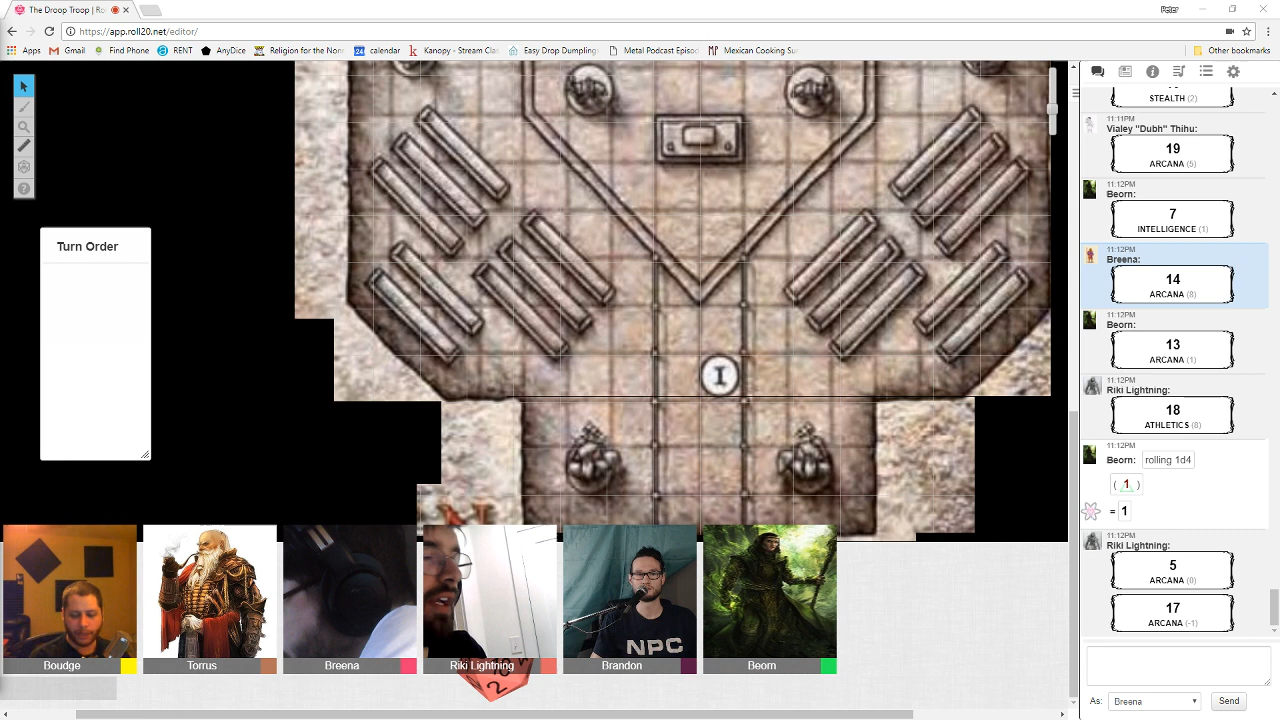 The Droop Troop | Ro
Peter
https://app.roll20.net/editor/
Apps Gmail Find Phone RENT AnyDice Religion for the Non calendar Kanopy - Stream Cla Easy Drop Dumpling Metal Podcast Episo Mexican Cooking Su Other bookmarks
STEALTH (2)
11:11PM
Vialey "Dubh" Thihu:
19
ARCANA (5)
11:12PM
Beorn:
7
INTELLIGENCE (1)
11:12PM
Breena:
14
ARCANA (8)
11:12PM
Beorn:
13
ARCANA (1)
11:12PM
Riki Lightning:
18
ATHLETICS (8)
11:12PM
Beorn: rolling 1d4
( 1 )
= 1
11:12PM
Riki Lightning:
5
ARCANA (0)
17
ARCANA (-1)
As: Breena Send
Turn Order
I
NPC
Boudge Torrus Breena Riki Lightning Brandon Beorn
2